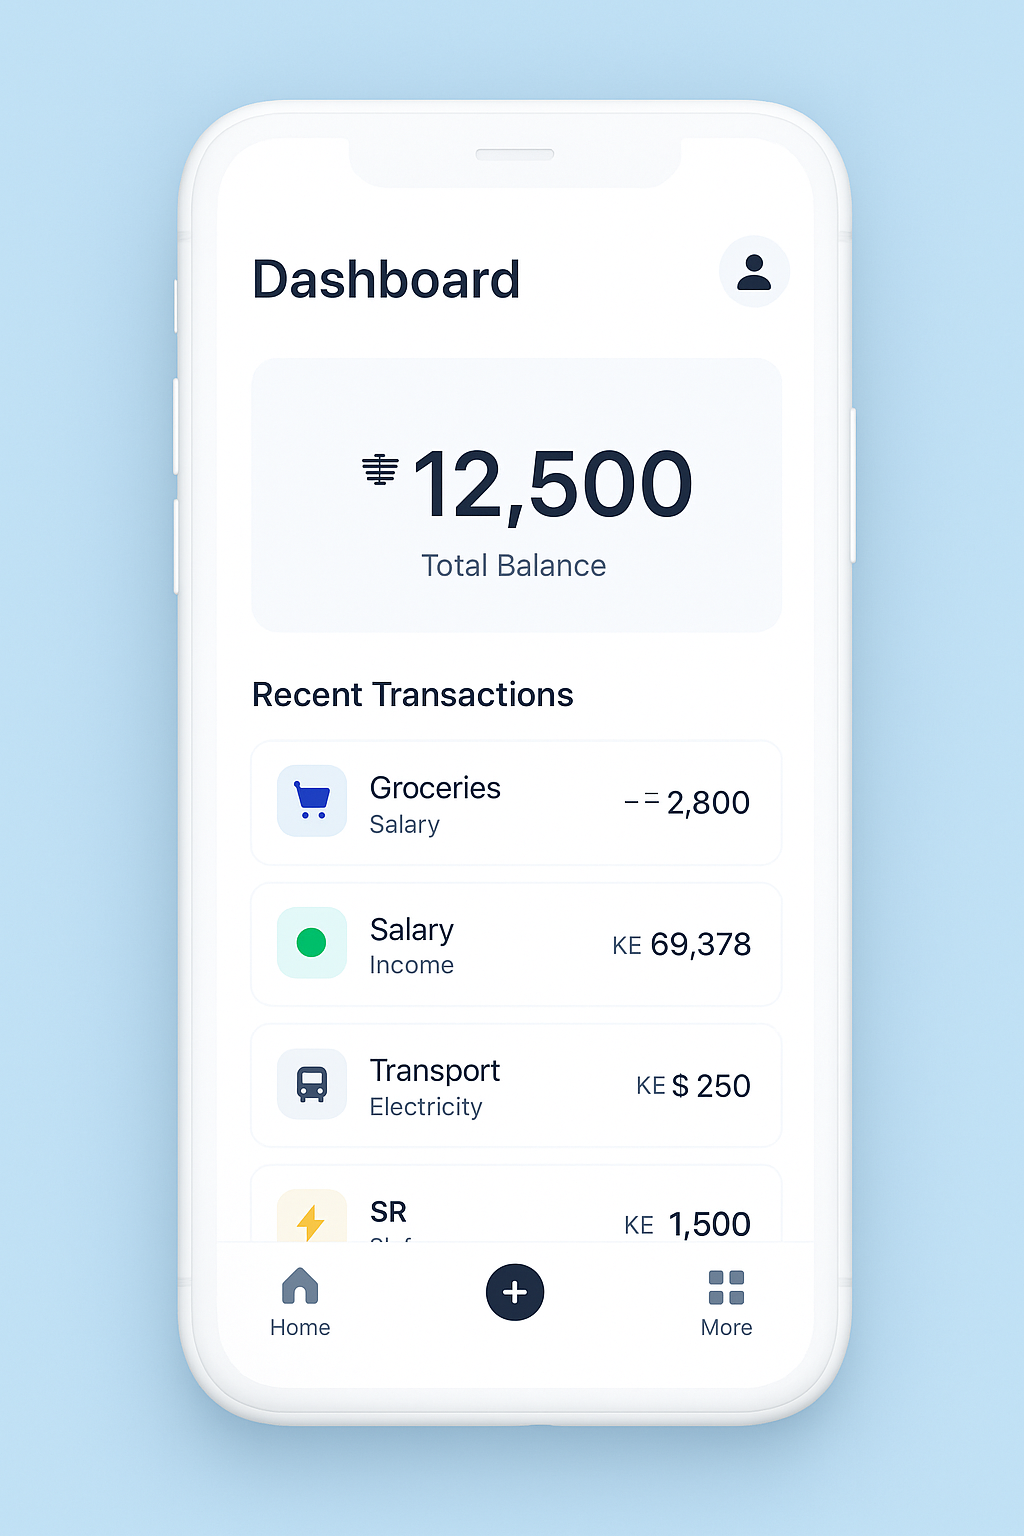 Dashboard
12,500
Total Balance
Recent Transactions
Groceries
Salary
2,800
Salary
Income
KE 69,378
Transport
Electricity
KE $ 250
SR
KE 1,500
Home
More